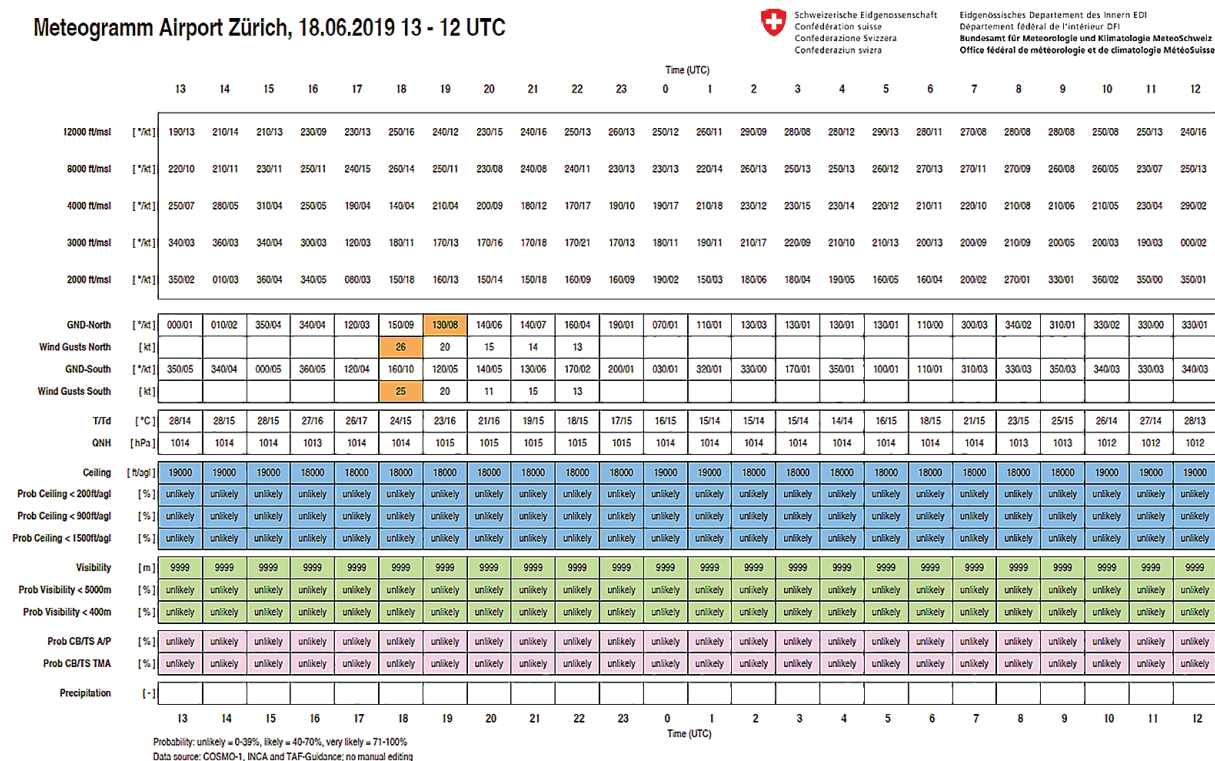 Meteogramm Airport Zürich, 18.06.2019 13 - 12 UTC
Schweizerische Eidgenossenschaft
Confédération suisse
Confederazione Svizzera
Confederaziun svizra
Eidgenössisches Departement des Innern EDI
Département fédéral de l'intérieur DFI
Bundesamt für Meteorologie und Klimatologie MeteoSchweiz
Office fédéral de météorologie et de climatologie MétéoSuisse
Time (UTC)
13 14 15 16 17 18 19 20 21 22 23 0 1 2 3 4 5 6 7 8 9 10 11 12
12000 ft/msl [ °/kt ] 190/13 210/14 210/13 230/09 230/13 250/16 240/12 230/15 240/16 250/13 260/13 250/12 260/11 290/09 280/08 280/12 290/13 280/11 270/08 280/08 280/08 250/08 250/13 240/16
6000 ft/msl [ °/kt ] 220/10 210/11 230/11 250/11 240/15 260/14 250/11 230/08 240/08 240/11 230/13 230/13 220/14 260/13 250/13 250/13 260/12 270/13 270/11 270/09 260/08 260/05 230/07 250/13
4000 ft/msl [ °/kt ] 250/07 280/05 310/04 250/05 190/04 140/04 210/04 200/09 180/12 170/17 190/10 190/17 210/18 230/12 230/15 230/14 220/12 210/11 220/10 210/08 210/06 210/05 230/04 290/02
3000 ft/msl [ °/kt ] 340/03 360/03 340/04 300/03 120/03 180/11 170/13 170/16 170/18 170/21 170/13 180/11 190/11 210/17 220/09 210/10 210/13 200/13 200/09 210/09 200/05 200/03 190/03 000/02
2000 ft/msl [ °/kt ] 350/02 010/03 360/04 340/05 080/03 150/18 160/13 150/14 150/18 160/09 160/09 190/02 150/03 180/06 180/04 190/05 160/05 160/04 200/02 270/01 330/01 360/02 350/00 350/01
GND-North [ °/kt ] 000/01 010/02 350/04 340/04 120/03 150/09 130/08 140/06 140/07 160/04 190/01 070/01 110/01 130/03 130/01 130/01 130/01 110/00 300/03 340/02 310/01 330/02 330/00 330/01
Wind Gusts North [ kt ] 26 20 15 14 13
GND-South [ °/kt ] 350/05 340/04 000/05 360/05 120/04 160/10 120/05 140/05 130/06 170/02 200/01 030/01 320/01 330/00 170/01 350/01 100/01 110/01 310/03 330/03 350/03 310/03 330/03 340/03
Wind Gusts South [ kt ] 25 20 11 15 13
T/Td [ °C ] 28/14 28/15 28/15 27/16 26/17 24/15 23/16 21/16 19/15 18/15 17/15 16/15 15/14 15/14 15/14 14/14 16/15 18/15 21/15 23/15 25/15 26/14 27/14 28/13
QNH [ hPa ] 1014 1014 1014 1013 1014 1014 1015 1015 1015 1015 1015 1014 1014 1014 1014 1014 1014 1014 1014 1013 1013 1012 1012 1012
Ceiling [ ft/agl ] 19000 19000 19000 18000 18000 18000 18000 18000 18000 18000 18000 19000 19000 18000 18000 18000 18000 18000 18000 18000 18000 19000 19000 19000
Prob Ceiling < 200ft/agl [ % ] unlikely unlikely unlikely unlikely unlikely unlikely unlikely unlikely unlikely unlikely unlikely unlikely unlikely unlikely unlikely unlikely unlikely unlikely unlikely unlikely unlikely unlikely unlikely unlikely
Prob Ceiling < 900ft/agl [ % ] unlikely unlikely unlikely unlikely unlikely unlikely unlikely unlikely unlikely unlikely unlikely unlikely unlikely unlikely unlikely unlikely unlikely unlikely unlikely unlikely unlikely unlikely unlikely unlikely
Prob Ceiling < 1500ft/agl [ % ] unlikely unlikely unlikely unlikely unlikely unlikely unlikely unlikely unlikely unlikely unlikely unlikely unlikely unlikely unlikely unlikely unlikely unlikely unlikely unlikely unlikely unlikely unlikely unlikely
Visibility [ m ] 9999 9999 9999 9999 9999 9999 9999 9999 9999 9999 9999 9999 9999 9999 9999 9999 9999 9999 9999 9999 9999 9999 9999 9999
Prob Visibility < 5000m [ % ] unlikely unlikely unlikely unlikely unlikely unlikely unlikely unlikely unlikely unlikely unlikely unlikely unlikely unlikely unlikely unlikely unlikely unlikely unlikely unlikely unlikely unlikely unlikely unlikely
Prob Visibility < 400m [ % ] unlikely unlikely unlikely unlikely unlikely unlikely unlikely unlikely unlikely unlikely unlikely unlikely unlikely unlikely unlikely unlikely unlikely unlikely unlikely unlikely unlikely unlikely unlikely unlikely
Prob CB/TS A/P [ % ] unlikely unlikely unlikely unlikely unlikely unlikely unlikely unlikely unlikely unlikely unlikely unlikely unlikely unlikely unlikely unlikely unlikely unlikely unlikely unlikely unlikely unlikely unlikely unlikely
Prob CB/TS TMA [ % ] unlikely unlikely unlikely unlikely unlikely unlikely unlikely unlikely unlikely unlikely unlikely unlikely unlikely unlikely unlikely unlikely unlikely unlikely unlikely unlikely unlikely unlikely unlikely unlikely
Precipitation [ - ]
13 14 15 16 17 18 19 20 21 22 23 0 1 2 3 4 5 6 7 8 9 10 11 12
Time (UTC)
Probability: unlikely = 0-39%, likely = 40-70%, very likely = 71-100%
Data source: COSMO-1, INCA and TAF-Guidance; no manual editing